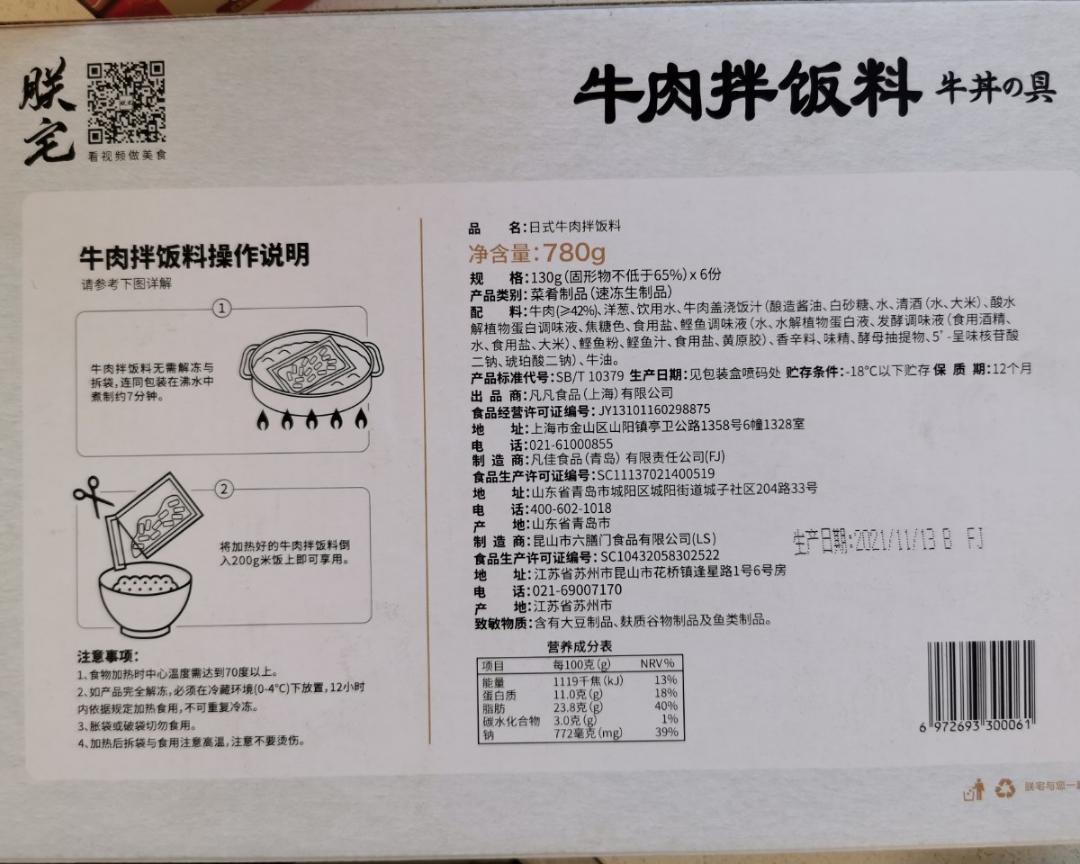 朕宅
看视频做美食
牛肉拌饭料 牛丼の具
牛肉拌饭料操作说明
请参考下图详解
1
牛肉拌饭料无需解冻与
拆袋,连同包装在沸水中
煮制约7分钟。
2
将加热好的牛肉拌饭料倒
入200g米饭上即可享用。
注意事项:
1、食物加热时中心温度需达到70度以上。
2、如产品完全解冻,必须在冷藏环境(0-4℃)下放置,12小时
内依据规定加热食用,不可重复冷冻。
3、胀袋或破袋切勿食用。
4、加热后拆袋与食用注意高温,注意不要烫伤。
品 名:日式牛肉拌饭料
净含量:780g
规 格:130g(固形物不低于65%)x 6份
产品类别:菜肴制品(速冻生制品)
配 料:牛肉(≥42%)、洋葱、饮用水、牛肉盖浇饭汁(酿造酱油、白砂糖、水、清酒(水、大米)、酸水
解植物蛋白调味液、焦糖色、食用盐、鲣鱼调味液(水、水解植物蛋白液、发酵调味液(食用酒精、
水、食用盐、大米)、鲣鱼粉、鲣鱼汁、食用盐、黄原胶)、香辛料、味精、酵母抽提物、5'-呈味核苷酸
二钠、琥珀酸二钠)、牛油。
产品标准代号:SB/T 10379 生产日期:见包装盒喷码处 贮存条件:-18℃以下贮存 保 质 期:12个月
出 品 商:凡凡食品(上海)有限公司
食品经营许可证编号:JY13101160298875
地 址:上海市金山区山阳镇亭卫公路1358号6幢1328室
电 话:021-61000855
制 造 商:凡佳食品(青岛)有限责任公司(FJ)
食品生产许可证编号:SC11137021400519
地 址:山东省青岛市城阳区城阳街道城子社区204路33号
电 话:400-602-1018
产 地:山东省青岛市
制 造 商:昆山市六膳门食品有限公司(LS)
食品生产许可证编号:SC10432058302522
地 址:江苏省苏州市昆山市花桥镇逢星路1号6号房
电 话:021-69007170
产 地:江苏省苏州市
致敏物质:含有大豆制品、麸质谷物制品及鱼类制品。
生产日期:2021/11/13 B FJ
营养成分表
项目 每100克(g) NRV%
能量 1119千焦(kJ) 13%
蛋白质 11.0克(g) 18%
脂肪 23.8克(g) 40%
碳水化合物 3.0克(g) 1%
钠 772毫克(mg) 39%
6 972693 300061
朕宅与您一